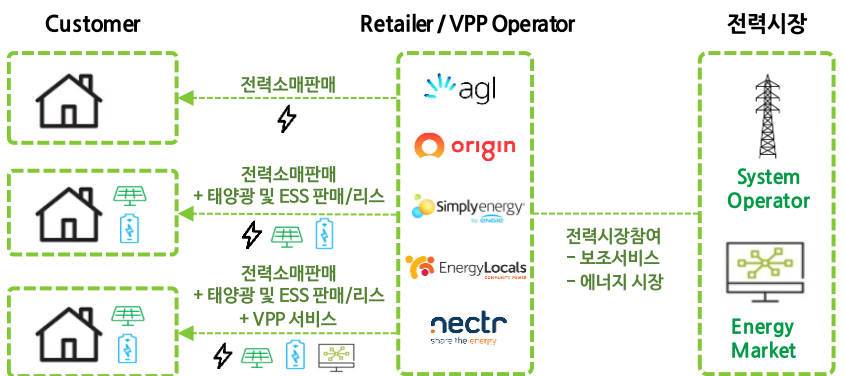 Customer
Retailer / VPP Operator
전력시장
전력소매판매
전력소매판매
+ 태양광 및 ESS 판매/리스
전력소매판매
+ 태양광 및 ESS 판매/리스
+ VPP 서비스
agl
origin
Simplyenergy
by ENGIE
EnergyLocals
COMMUNITY POWER
nectr
share the energy
전력시장참여
- 보조서비스
- 에너지 시장
System
Operator
Energy
Market